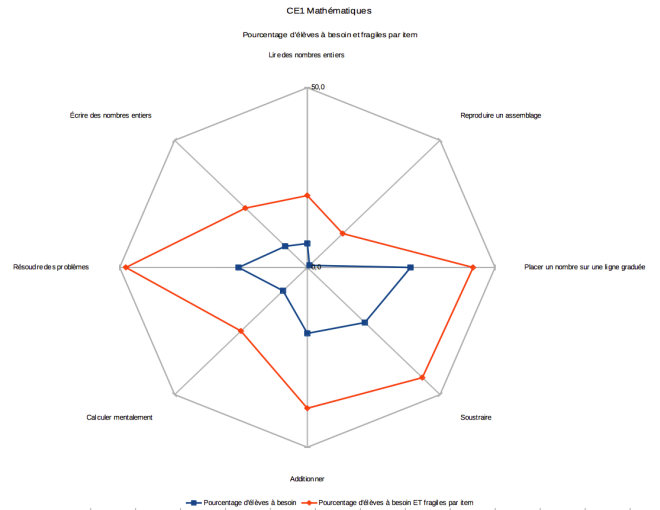 CE1 Mathématiques
Pourcentage d'élèves à besoin et fragiles par item
Lire des nombres entiers
50,0
Écrire des nombres entiers
Reproduire un assemblage
Résoudre des problèmes
0,0
Placer un nombre sur une ligne graduée
Calculer mentalement
Soustraire
Additionner
Pourcentage d'élèves à besoin
Pourcentage d'élèves à besoin ET fragiles par item